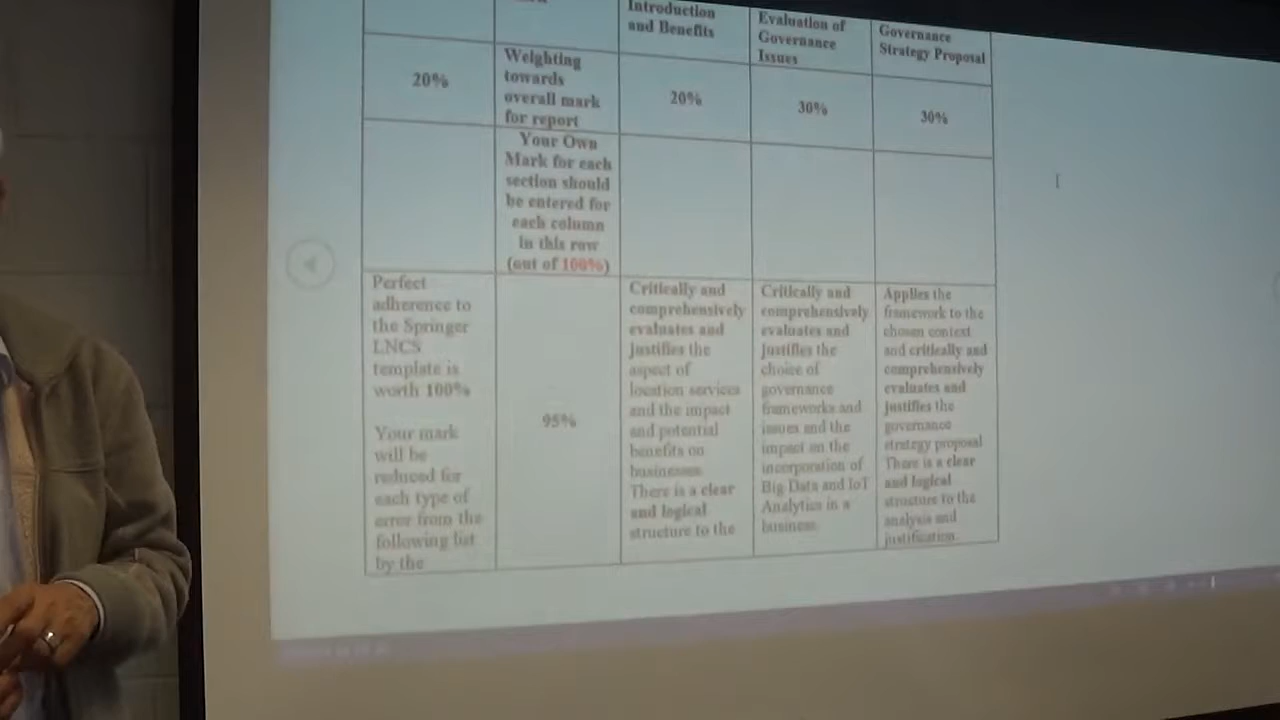 Introduction
and Benefits
Evaluation of
Governance
Issues
Governance
Strategy Proposal
20%
Weighting
towards
overall mark
for report
20%
30%
30%
Your Own
Mark for each
section should
be entered for
each column
in this row
(out of 100%)
Perfect
adherence to
the Springer
LNCS
template is
worth 100%
Your mark
will be
reduced for
each type of
error from the
following list
by the
95%
Critically and
comprehensively
evaluates and
justifies the
aspect of
location services
and the impact
and potential
benefits on
businesses.
There is a clear
and logical
structure to the
Critically and
comprehensively
evaluates and
justifies the
choice of
governance
frameworks and
issues and the
impact on the
incorporation of
Big Data and IoT
Analytics in a
business.
Applies the
framework to the
chosen context
and critically and
comprehensively
evaluates and
justifies the
governance
strategy proposal
There is a clear
and logical
structure to the
analysis and
justification.